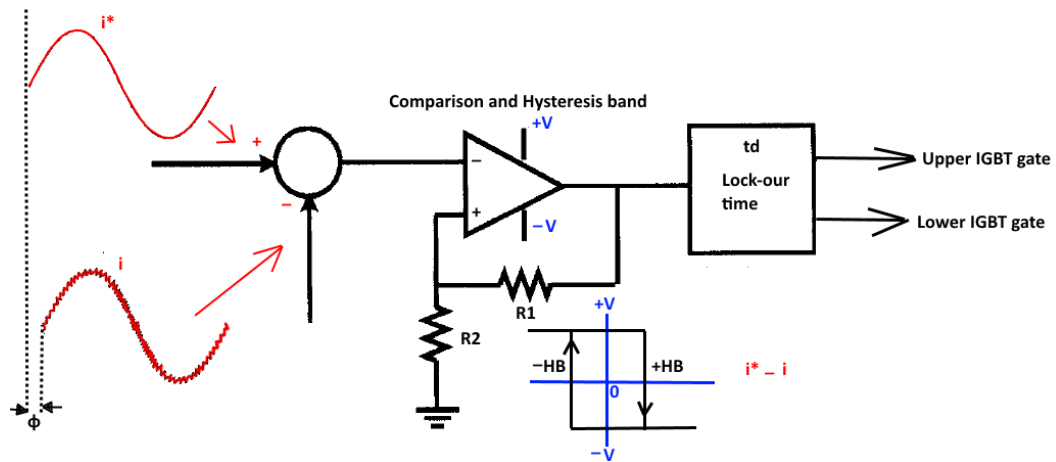 i*
Comparison and Hysteresis band
+V
+
−
−
+
−V
td
Lock-our
time
Upper IGBT gate
Lower IGBT gate
i
R1
R2
+V
−HB
+HB
i* − i
0
−V
ϕ